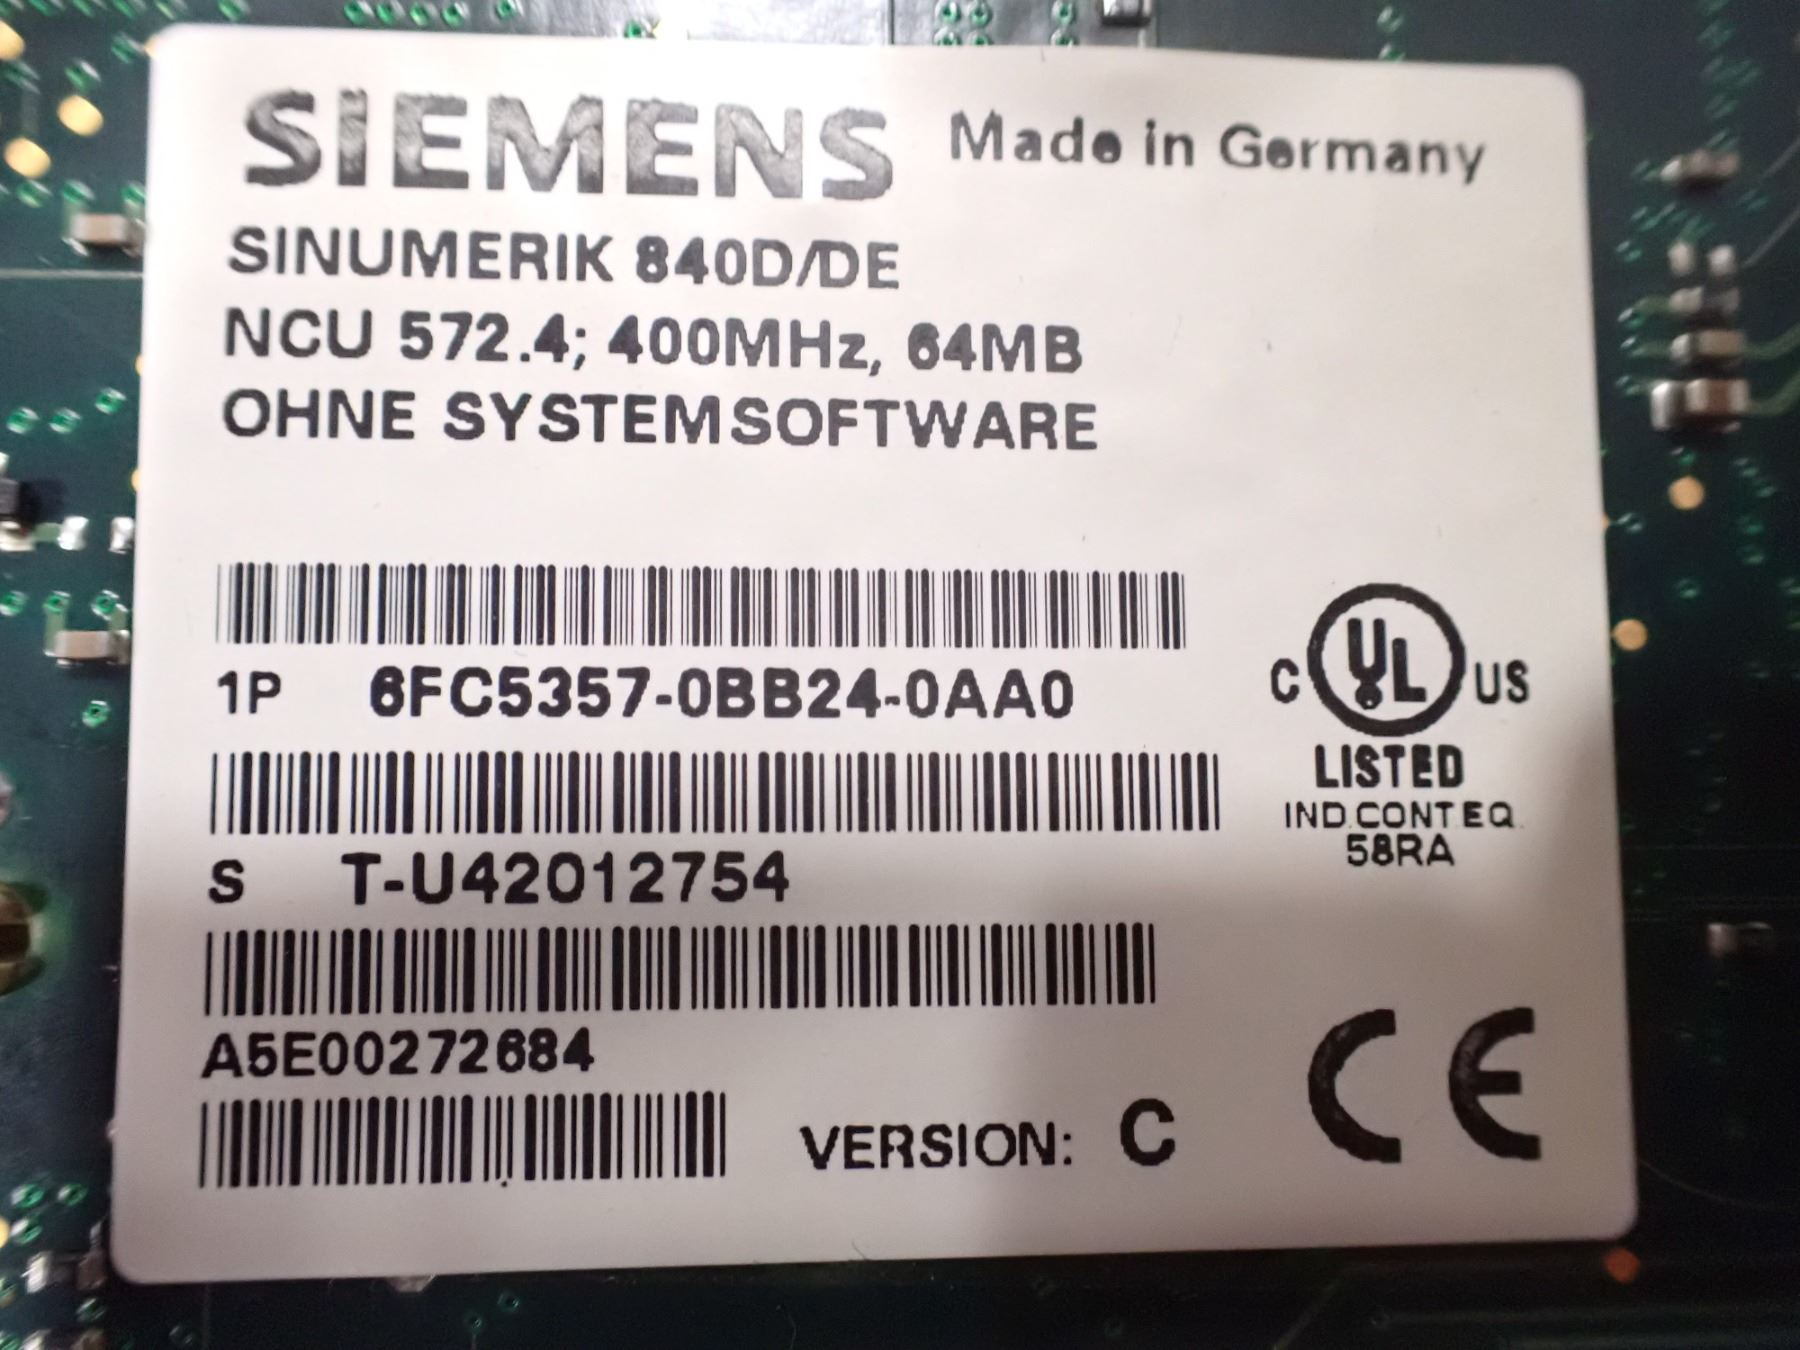 SIEMENS Made in Germany
SINUMERIK 840D/DE
NCU 572.4; 400MHz, 64MB
OHNE SYSTEMSOFTWARE
1P 6FC5357-0BB24-0AA0
C UL US
LISTED
IND.CONT.EQ.
58RA
S T-U42012754
A5E00272684
VERSION: C
CE